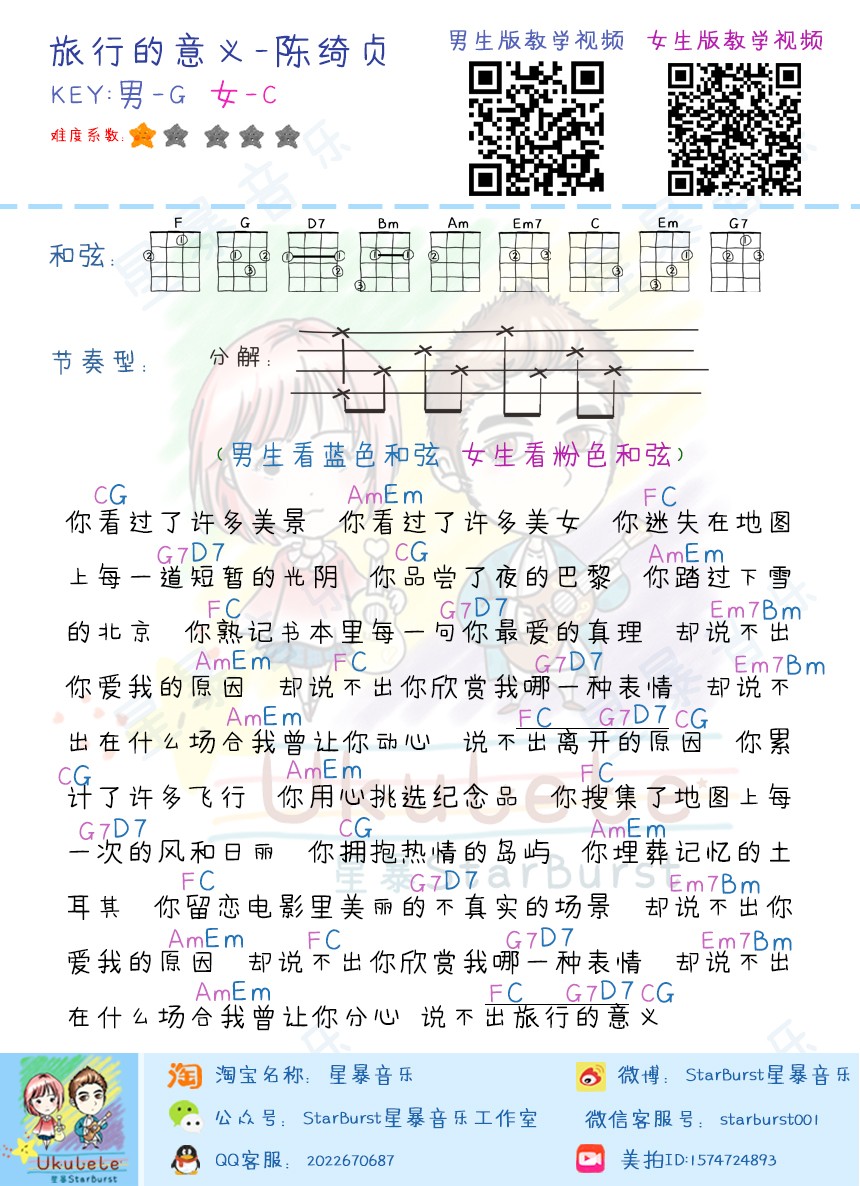 旅行的意义-陈绮贞
男生版教学视频 女生版教学视频
KEY:男-G 女-C
难度系数:
和弦:
F G D7 Bm Am Em7 C Em G7
节奏型: 分解:
(男生看蓝色和弦 女生看粉色和弦)
CG AmEm FC
你看过了许多美景 你看过了许多美女 你迷失在地图
G7D7 CG AmEm
上每一道短暂的光阴 你品尝了夜的巴黎 你踏过下雪
FC G7D7 Em7Bm
的北京 你熟记书本里每一句你最爱的真理 却说不出
AmEm FC G7D7 Em7Bm
你爱我的原因 却说不出你欣赏我哪一种表情 却说不
AmEm FC G7D7 CG
出在什么场合我曾让你动心 说不出离开的原因 你累
CG AmEm FC
计了许多飞行 你用心挑选纪念品 你搜集了地图上每
G7D7 CG AmEm
一次的风和日丽 你拥抱热情的岛屿 你埋葬记忆的土
FC G7D7 Em7Bm
耳其 你留恋电影里美丽的不真实的场景 却说不出你
AmEm FC G7D7 Em7Bm
爱我的原因 却说不出你欣赏我哪一种表情 却说不出
AmEm FC G7D7 CG
在什么场合我曾让你分心 说不出旅行的意义
Ukulele
星暴StarBurst
淘 淘宝名称: 星暴音乐
微博: StarBurst星暴音乐
公众号: StarBurst星暴音乐工作室
微信客服号: starburst001
QQ客服: 2022670687
美拍ID:1574724893
Ukulele
星暴StarBurst
星暴音乐